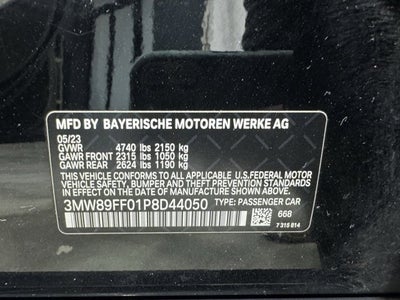 MFD BY BAYERISCHE MOTOREN WERKE AG
05/23
GVWR 4740 lbs 2150 kg
GAWR FRONT 2315 lbs 1050 kg
GAWR REAR 2624 lbs 1190 kg
THIS VEHICLE CONFORMS TO ALL APPLICABLE U.S.FEDERAL MOTOR
VEHICLE SAFETY, BUMPER, AND THEFT PREVENTION STANDARDS IN
EFFECT ON THE DATE OF MANUFACTURE SHOWN ABOVE.
3MW89FF01P8D44050 TYPE: PASSENGER CAR
668
7 315 814